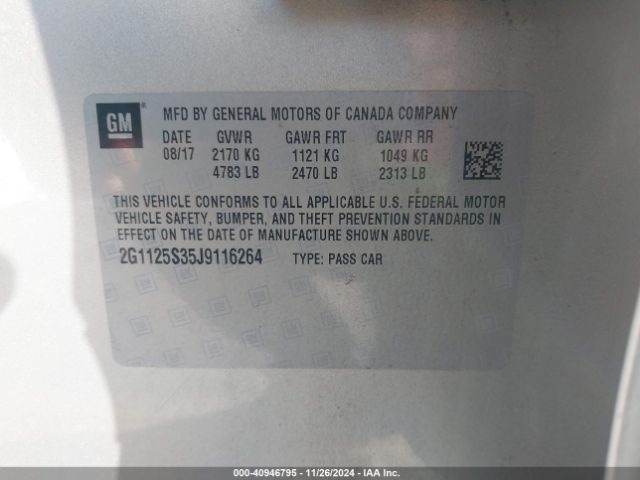 GM® MFD BY GENERAL MOTORS OF CANADA COMPANY
DATE GVWR GAWR FRT GAWR RR
08/17 2170 KG 1121 KG 1049 KG
4783 LB 2470 LB 2313 LB
THIS VEHICLE CONFORMS TO ALL APPLICABLE U.S. FEDERAL MOTOR
VEHICLE SAFETY, BUMPER, AND THEFT PREVENTION STANDARDS IN
EFFECT ON THE DATE OF MANUFACTURE SHOWN ABOVE.
2G1125S35J9116264 TYPE: PASS CAR
000-40946795 - 11/26/2024 - IAA Inc.